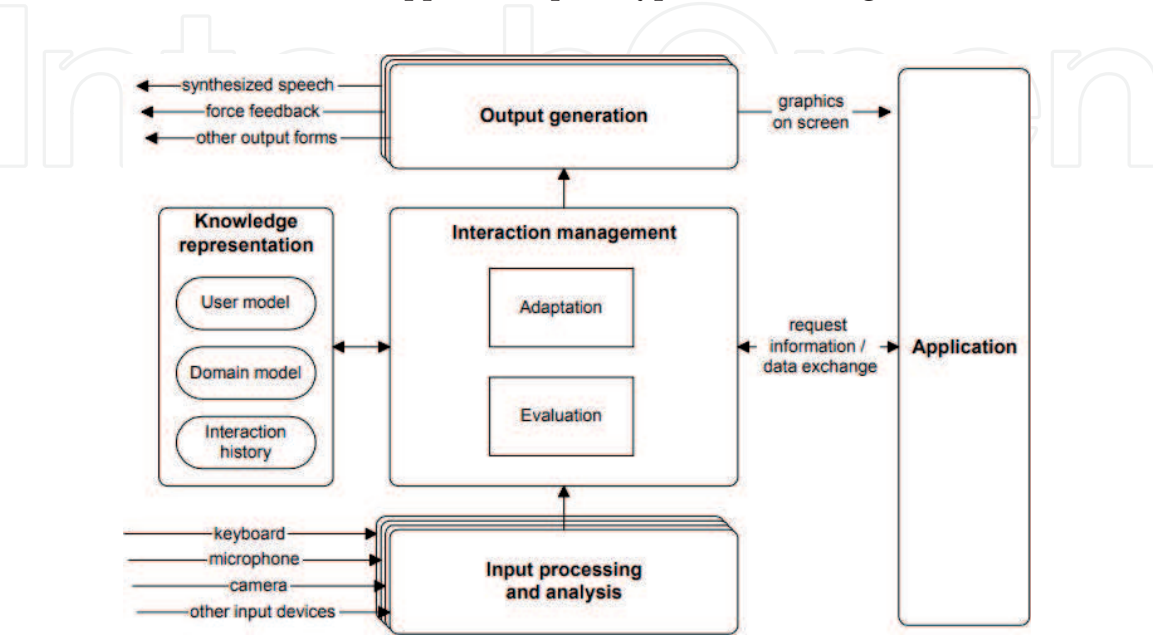 synthesized speech
force feedback
other output forms
Output generation
graphics
on screen
Knowledge
representation
User model
Domain model
Interaction
history
Interaction management
Adaptation
Evaluation
request
information /
data exchange
Application
keyboard
microphone
camera
other input devices
Input processing
and analysis